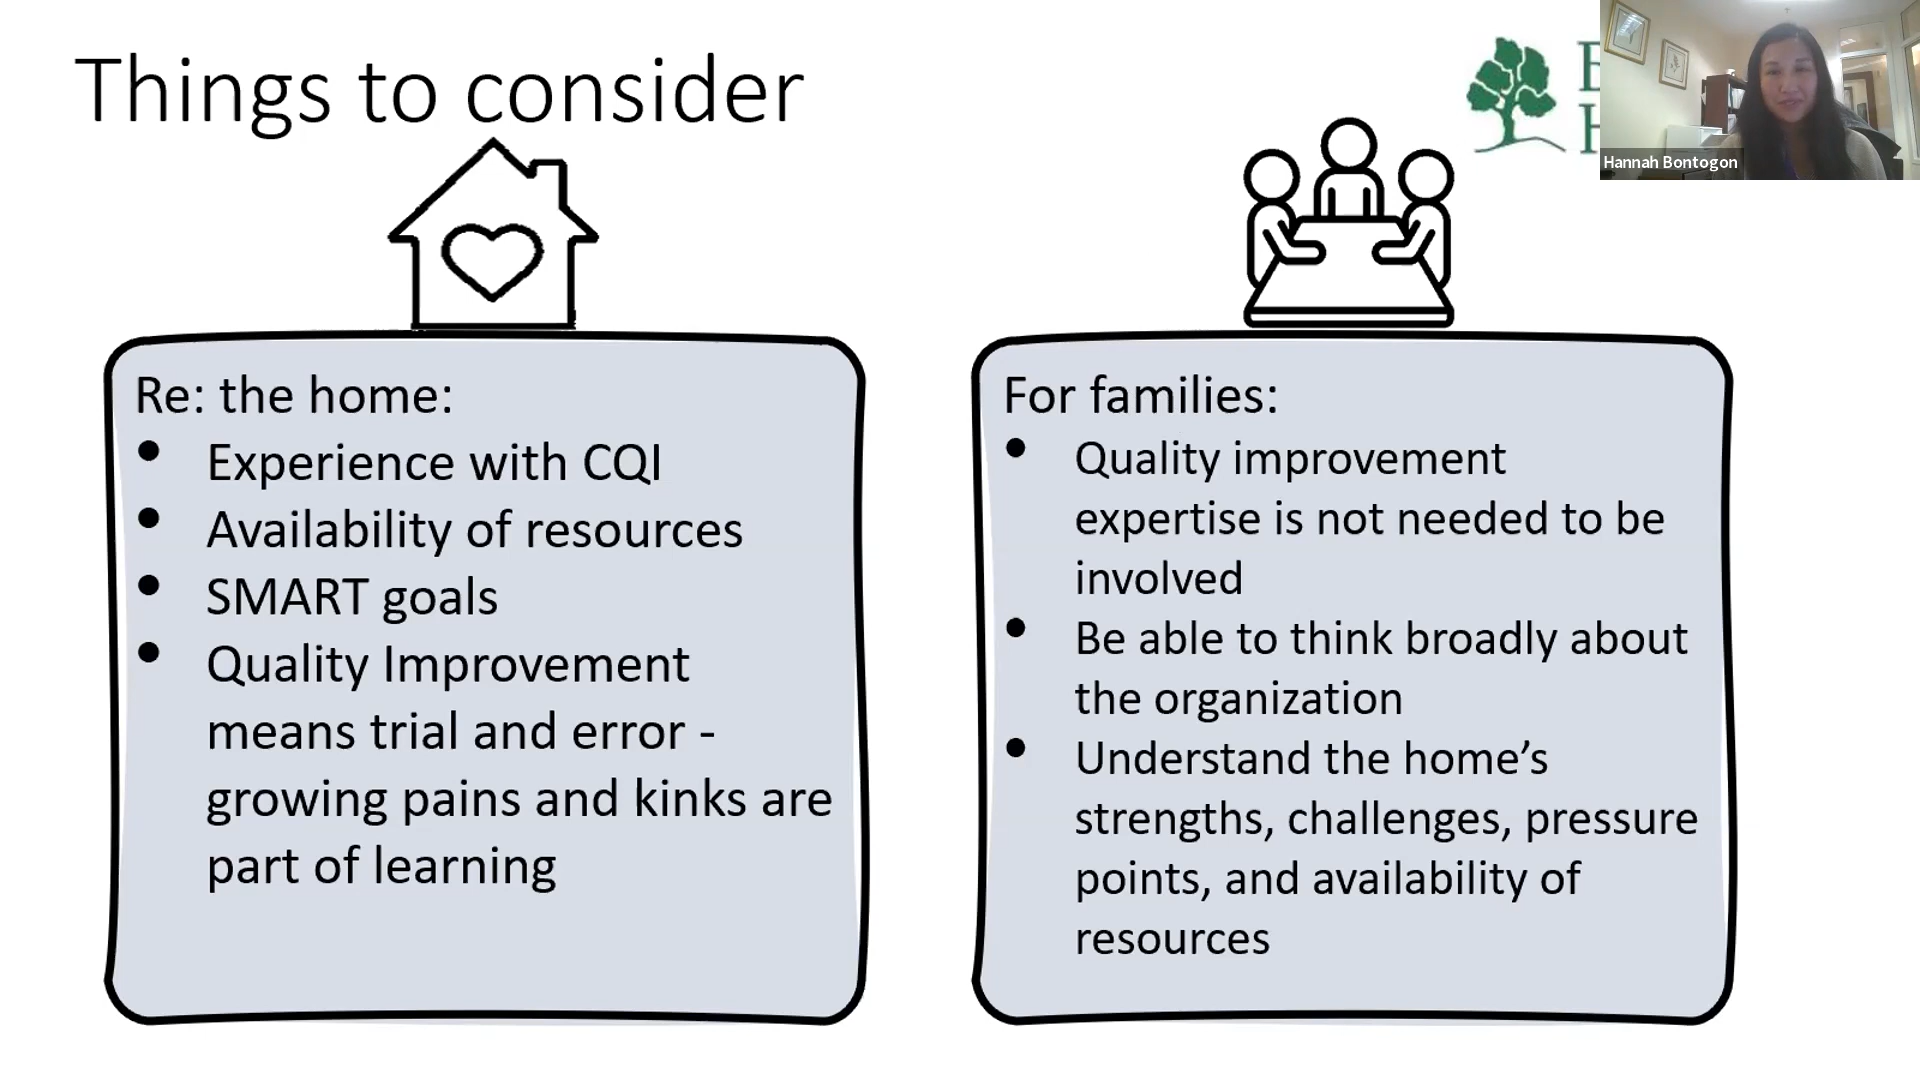 Things to consider
Hannah Bontogon
Re: the home:
• Experience with CQI
• Availability of resources
• SMART goals
• Quality Improvement
means trial and error -
growing pains and kinks are
part of learning
For families:
• Quality improvement
expertise is not needed to be
involved
• Be able to think broadly about
the organization
• Understand the home’s
strengths, challenges, pressure
points, and availability of
resources